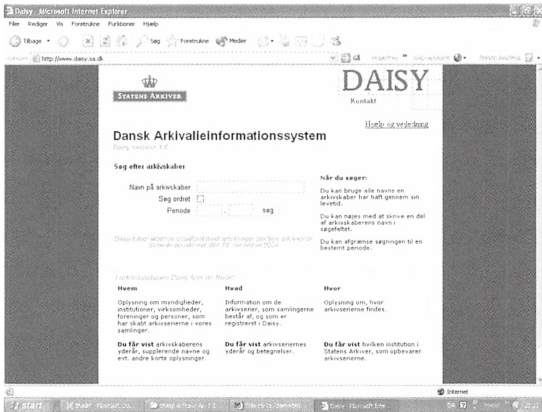 Daisy - Microsoft Internet Explorer
Filer Rediger Vis Foretrukne Funktioner Hjælp
Tilbage Søg Foretrukne Medier
http://www.daisy.sa.dk
STATENS ARKIVER
DAISY
Kontakt
Hjælp og vejledning
Dansk Arkivalieinformationssystem
Søg efter arkivskaber
Navn på arkivskaber
Søg ordret
Periode - søg
Når du søger:
Du kan bruge alle navne en
arkivskaber har haft gennem sin
levetid.
Du kan nøjes med at skrive en del
af arkivskaberens navn i
søgefeltet.
Du kan afgrænse søgningen til en
bestemt periode.
Hvem
Oplysning om myndigheder,
institutioner, virksomheder,
foreninger og personer, som
har skabt arkivserierne i vores
samlinger.
Du får vist arkivskaberens
yderår, supplerende navne og
evt. andre korte oplysninger.
Hvad
Information om de
arkivserier, som samlingerne
består af, og som er
registreret i Daisy.
Du får vist arkivseriernes
yderår og betegnelser.
Hvor
Oplysning om, hvor
arkivserierne findes.
Du får vist hvilken institution i
Statens Arkiver, som opbevarer
arkivserierne.
Internet
start